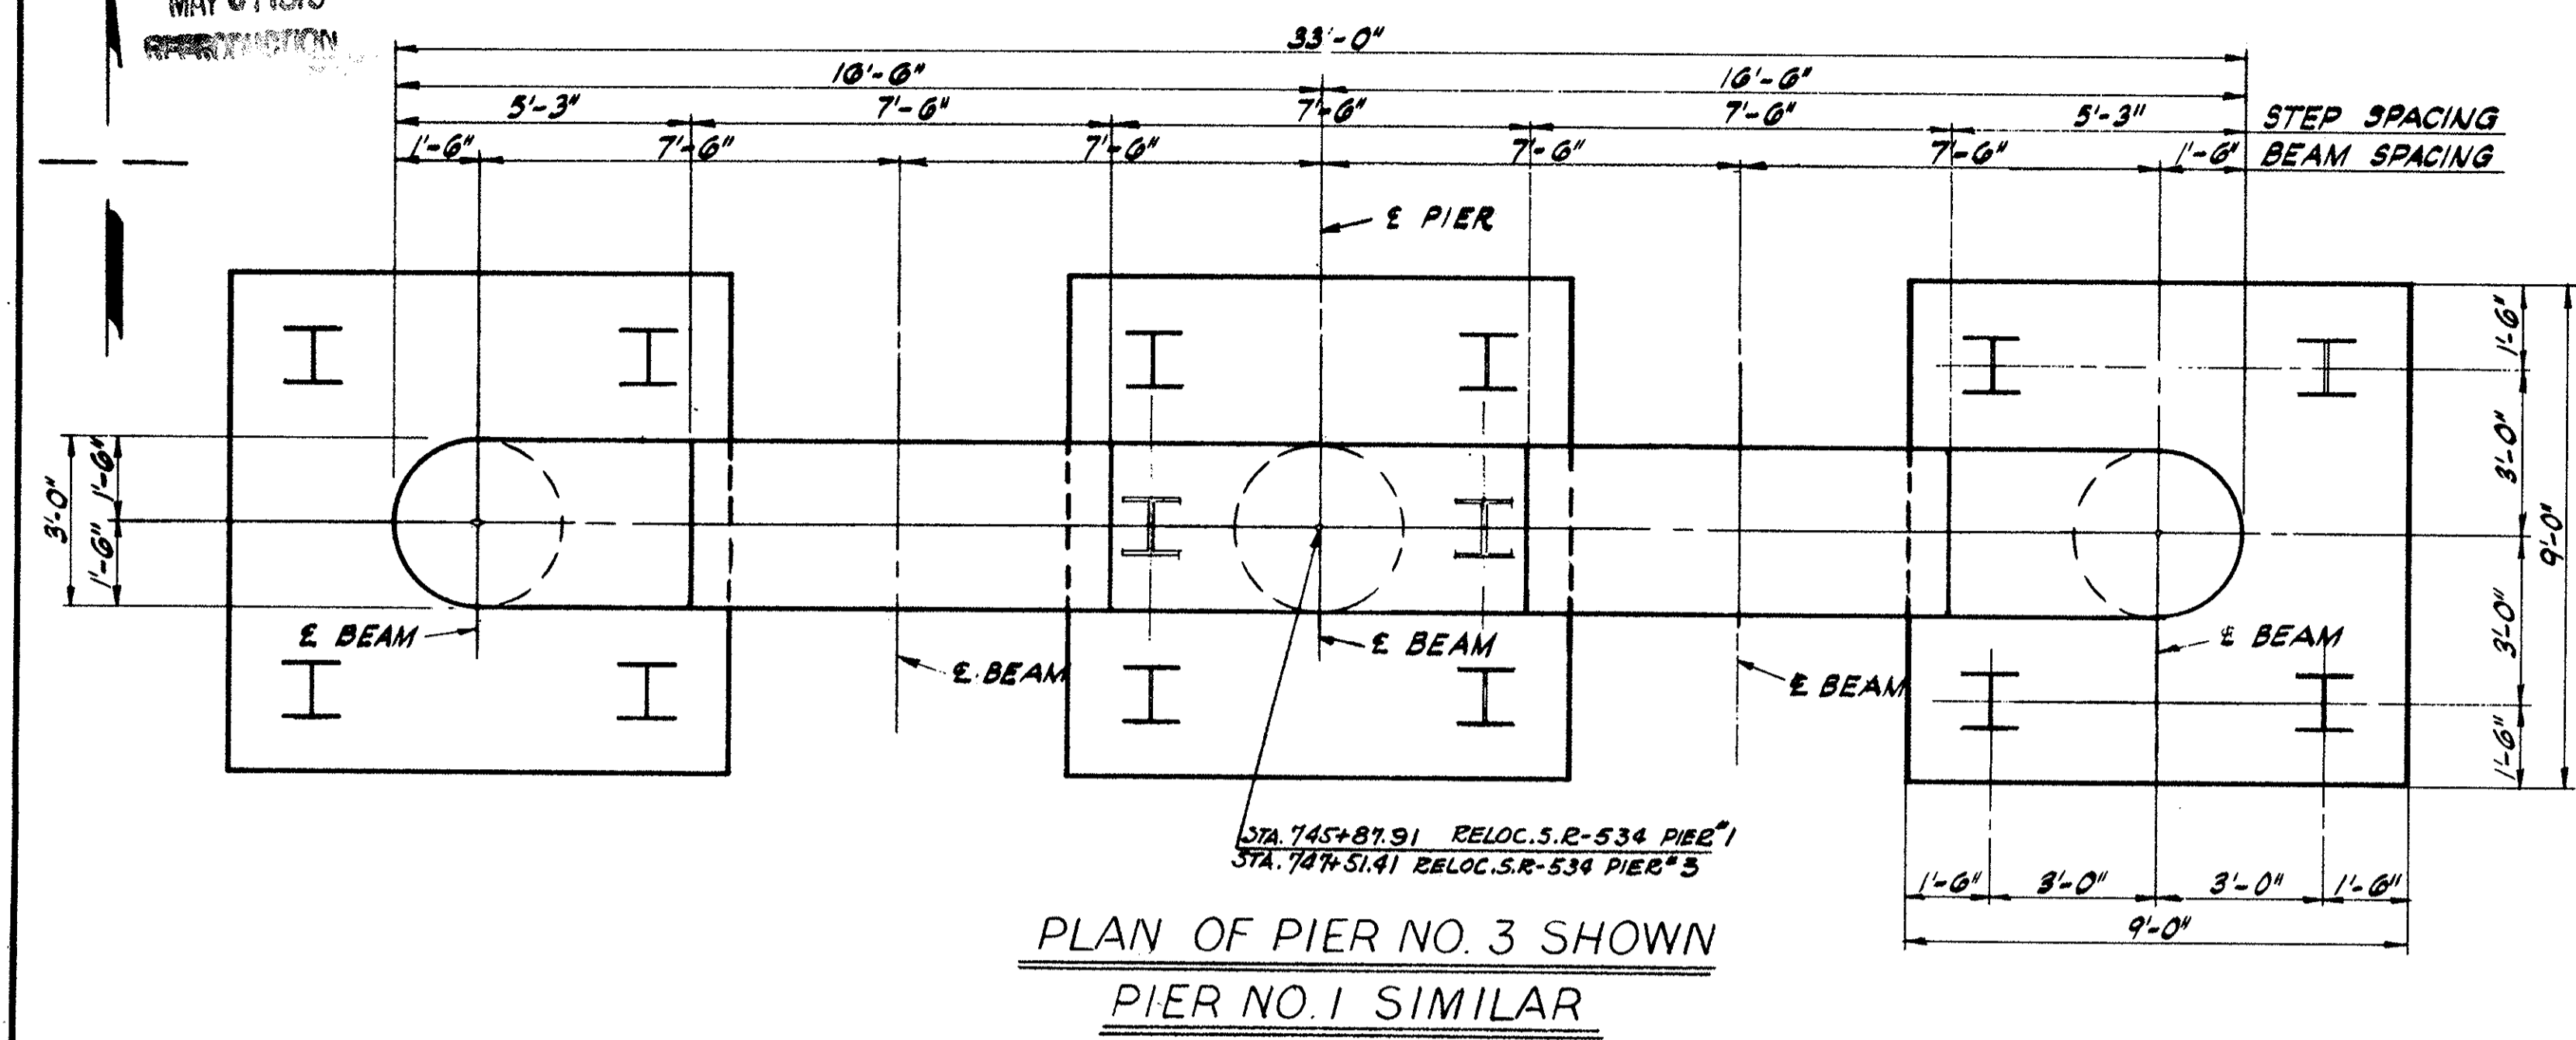 MAY
REPRODUCTION
33'-0"
16'-6" 16'-6"
5'-3" 7'-6" 7'-6" 7'-6" 5'-3" STEP SPACING
1'-6" 7'-6" 7'-6" 7'-6" 7'-6" 1'-6" BEAM SPACING
℄ PIER
1'-6"
3'-0"
3'-0"
1'-6"
9'-0"
3'-0"
1'-6"
1'-6"
℄ BEAM
℄ BEAM
℄ BEAM
℄ BEAM
℄ BEAM
STA. 745+87.91 RELOC.S.R-534 PIER#1
STA. 747+51.41 RELOC.S.R-534 PIER#3
1'-6" 3'-0" 3'-0" 1'-6"
9'-0"
PLAN OF PIER NO. 3 SHOWN
PIER NO. 1 SIMILAR